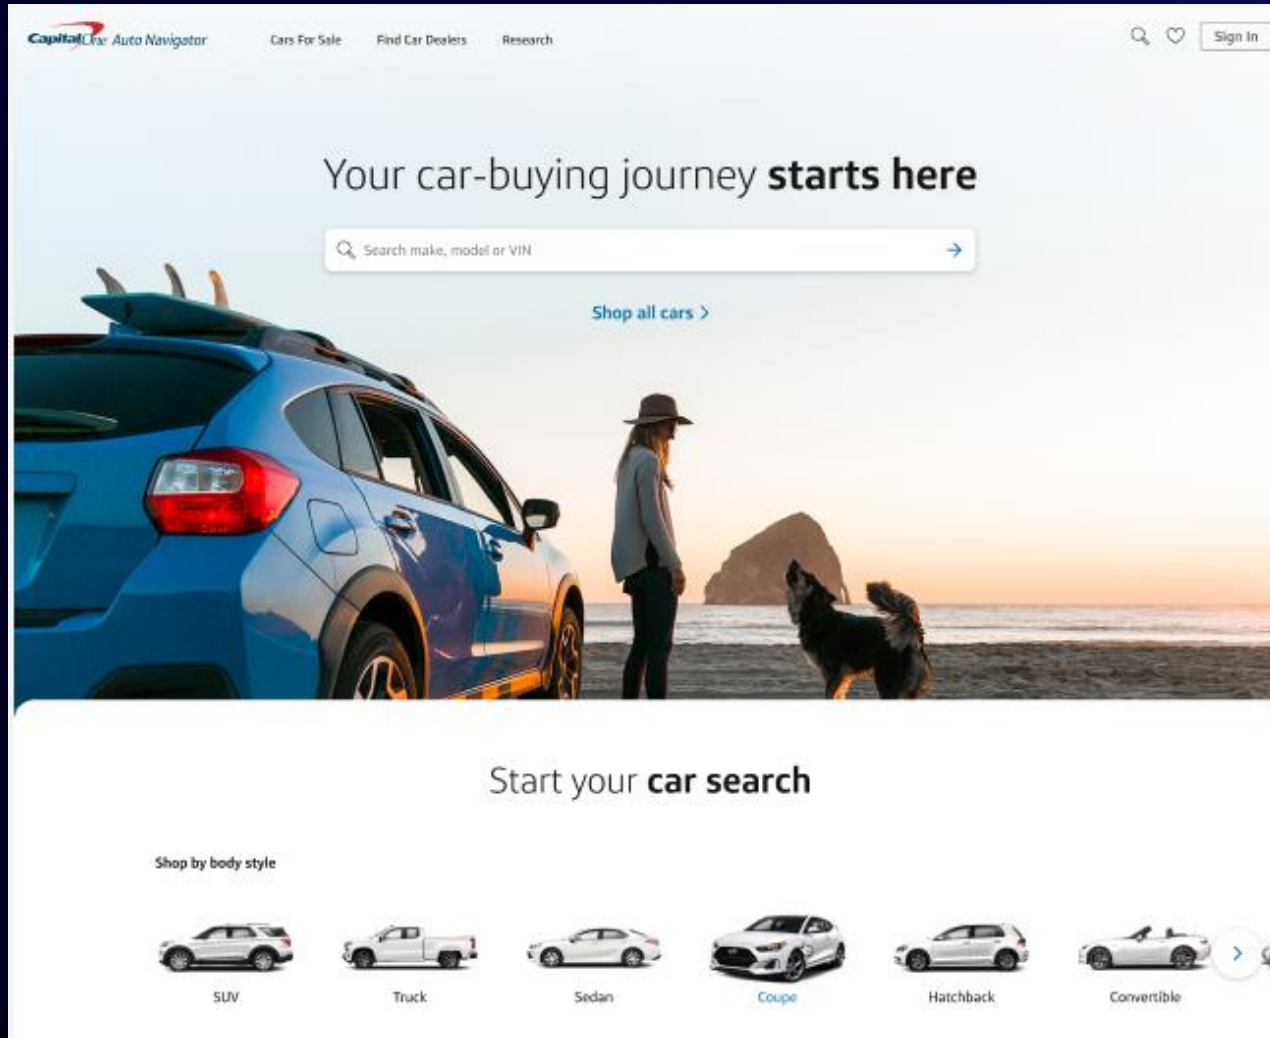 CapitalOne Auto Navigator
Cars For Sale
Find Car Dealers
Research
Sign In
Your car-buying journey starts here
Search make, model or VIN
Shop all cars
Start your car search
Shop by body style
SUV
Truck
Sedan
Coupe
Hatchback
Convertible